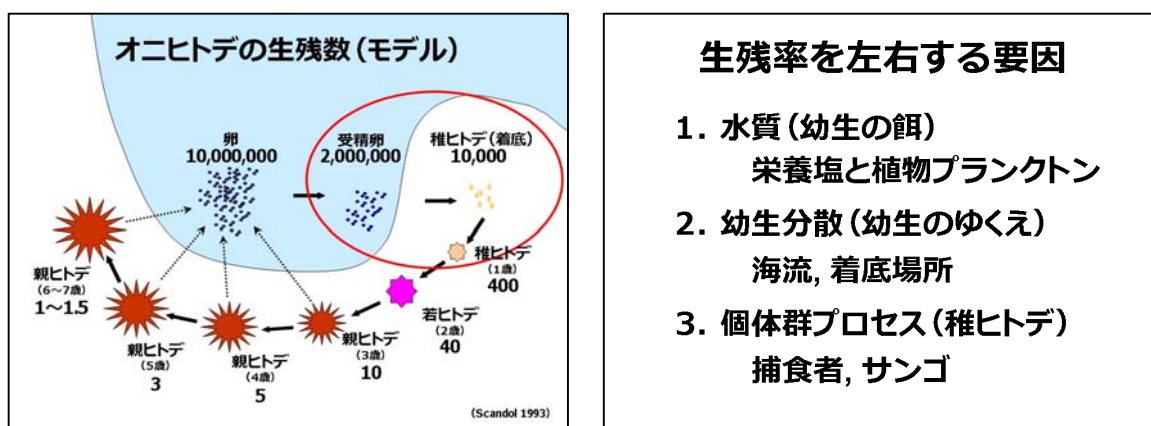 オニヒトデの生残数(モデル)
卵
10,000,000
受精卵
2,000,000
稚ヒトデ(着底)
10,000
稚ヒトデ
(1歳)
400
若ヒトデ
(2歳)
40
親ヒトデ
(3歳)
10
親ヒトデ
(4歳)
5
親ヒトデ
(5歳)
3
親ヒトデ
(6~7歳)
1~1.5
(Scandol 1993)
生残率を左右する要因
1. 水質(幼生の餌)
栄養塩と植物プランクトン
2. 幼生分散(幼生のゆくえ)
海流, 着底場所
3. 個体群プロセス(稚ヒトデ)
捕食者, サンゴ